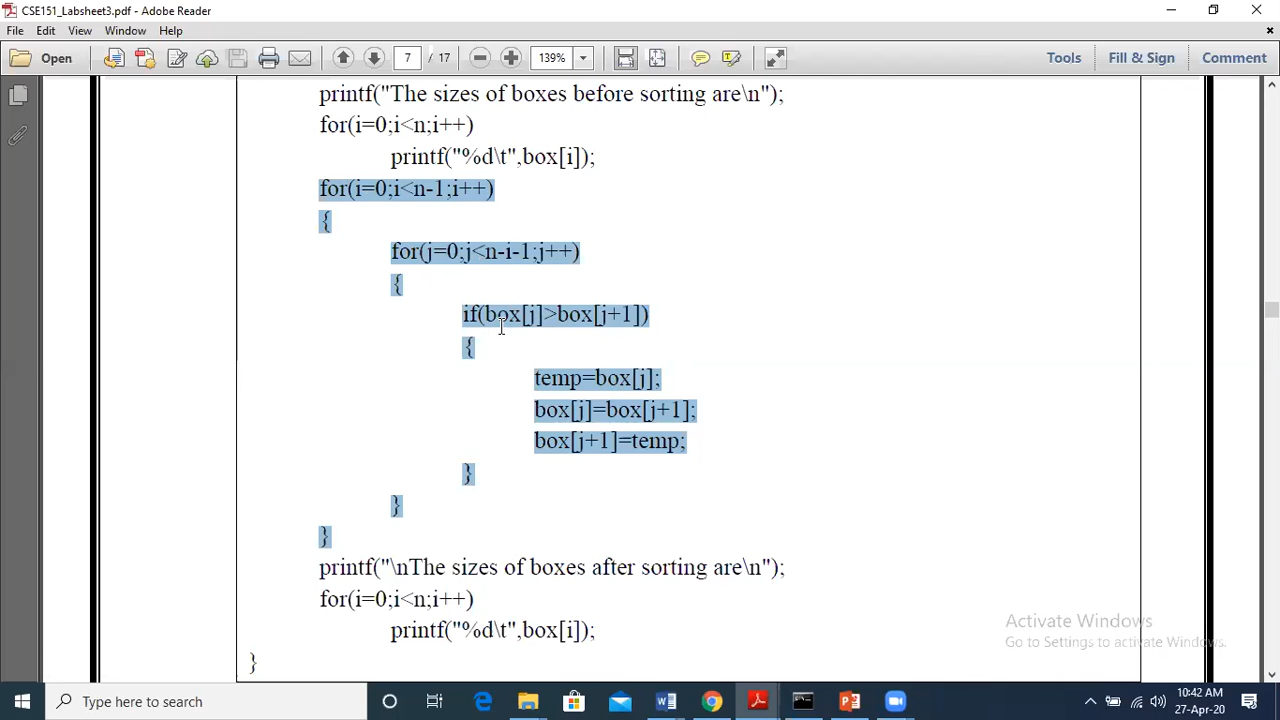 CSE151_Labsheet3.pdf - Adobe Reader
File Edit View Window Help
Open 7 / 17 139% Tools Fill & Sign Comment
printf("The sizes of boxes before sorting are\n");
for(i=0;i<n;i++)
printf("%d\t",box[i]);
for(i=0;i<n-1;i++)
{
for(j=0;j<n-i-1;j++)
{
if(box[j]>box[j+1])
{
temp=box[j];
box[j]=box[j+1];
box[j+1]=temp;
}
}
}
printf("\nThe sizes of boxes after sorting are\n");
for(i=0;i<n;i++)
printf("%d\t",box[i]);
}
Activate Windows
Go to Settings to activate Windows.
Type here to search
10:42 AM
27-Apr-20